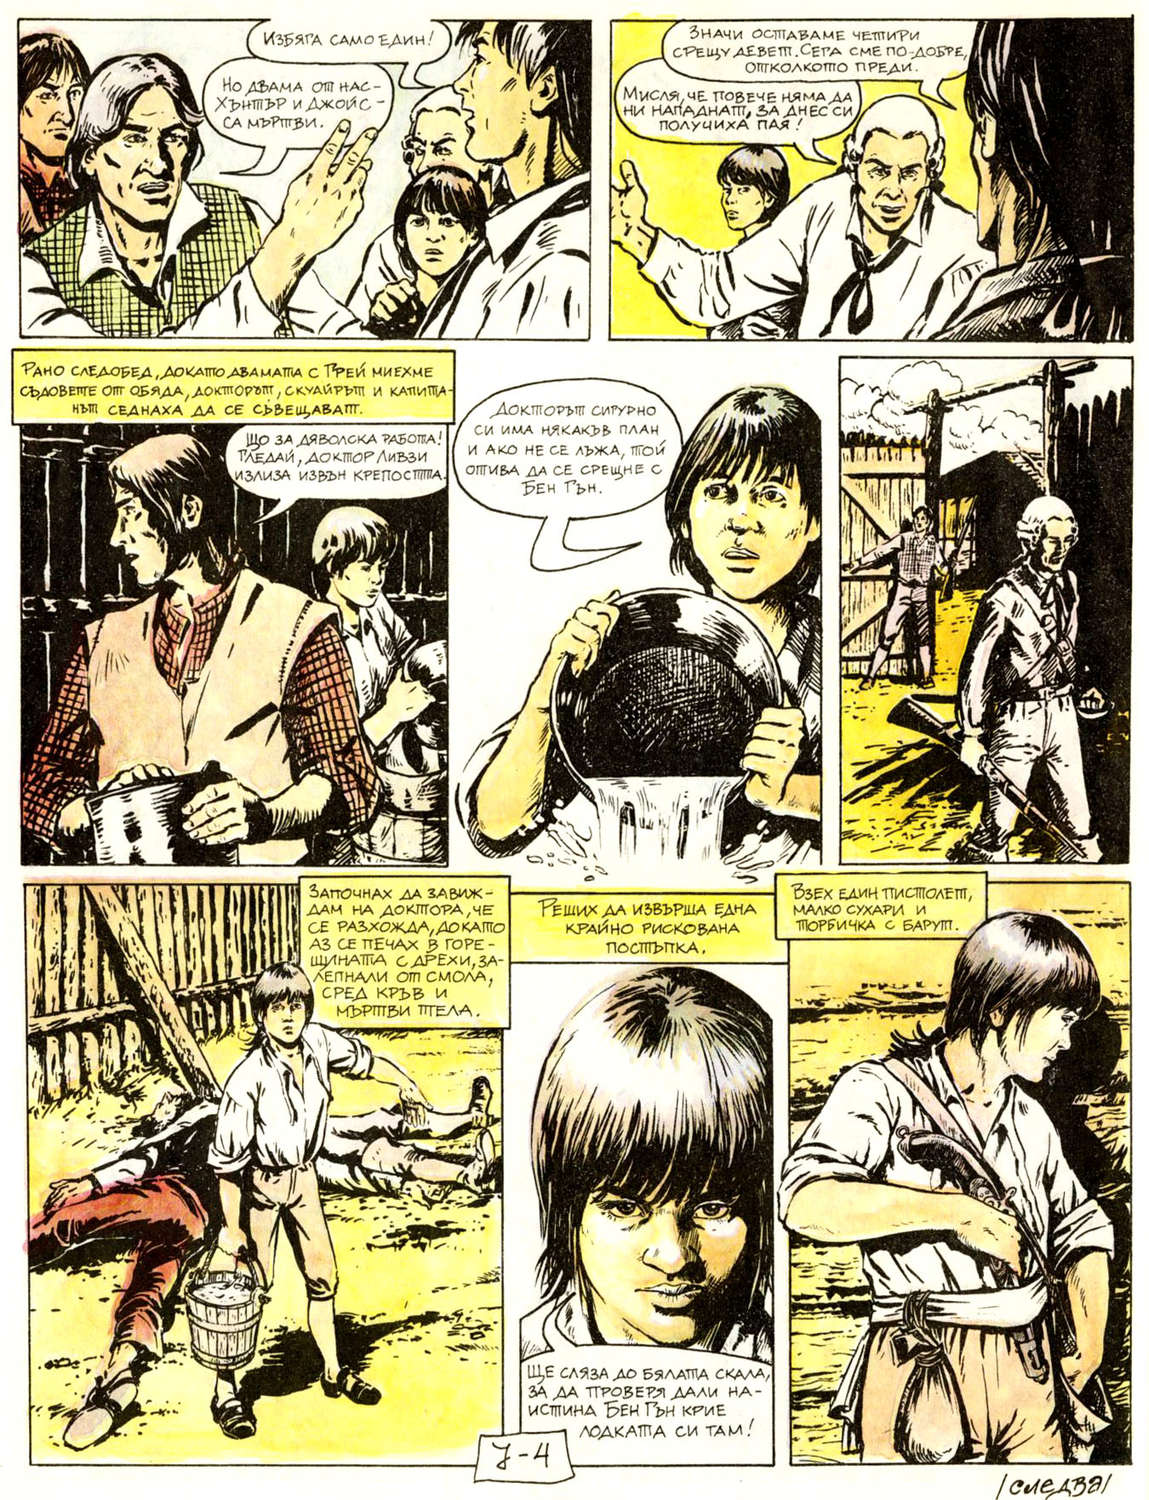 ИЗБЯГА САМО ЕДИН!
НО ДВАМА ОТ НАС-
ХЪНТЪР И ДЖОЙС -
СА МЪРТВИ.
ЗНАЧИ ОСТАВАМЕ ЧЕТИРИ
СРЕЩУ ДЕВЕТ. СЕГА СМЕ ПО-ДОБРЕ,
ОТКОЛКОТО ПРЕДИ.
МИСЛЯ, ЧЕ ПОВЕЧЕ НЯМА ДА
НИ НАПАДНАТ, ЗА ДНЕС СИ
ПОЛУЧИХА ПАЯ!
РАНО СЛЕДОБЕД, ДОКАТО ДВАМАТА С ГРЕЙ МИЕХМЕ
СЪДОВЕТЕ ОТ ОБЯДА, ДОКТОРЪТ, СКУАЙРЪТ И КАПИТА-
НЪТ СЕДНАХА ДА СЕ СЪВЕЩАВАТ.
ЩО ЗА ДЯВОЛСКА РАБОТА!
ГЛЕДАЙ, ДОКТОР ЛИВЗИ
ИЗЛИЗА ИЗВЪН КРЕПОСТТА.
ДОКТОРЪТ СИГУРНО
СИ ИМА НЯКАКЪВ ПЛАН
И АКО НЕ СЕ ЛЪЖА, ТОЙ
ОТИВА ДА СЕ СРЕЩНЕ С
БЕН ГЪН.
ЗАПОЧНАХ ДА ЗАВИЖ-
ДАМ НА ДОКТОРА, ЧЕ
СЕ РАЗХОЖДА, ДОКАТО
АЗ СЕ ПЕЧАХ В ГОРЕ-
ЩИНАТА С ДРЕХИ, ЗА-
ЛЕПНАЛИ ОТ СМОЛА,
СРЕД КРЪВ И
МЪРТВИ ТЕЛА.
РЕШИХ ДА ИЗВЪРША ЕДНА
КРАЙНО РИСКОВАНА
ПОСТЪПКА.
ЩЕ СЛЯЗА ДО БЯЛАТА СКАЛА,
ЗА ДА ПРОВЕРЯ ДАЛИ НА-
ИСТИНА БЕН ГЪН КРИЕ
ЛОДКАТА СИ ТАМ!
ВЗЕХ ЕДИН ПИСТОЛЕТ,
МАЛКО СУХАРИ И
ТОРБИЧКА С БАРУТ.
7-4
/СЛЕДВА/